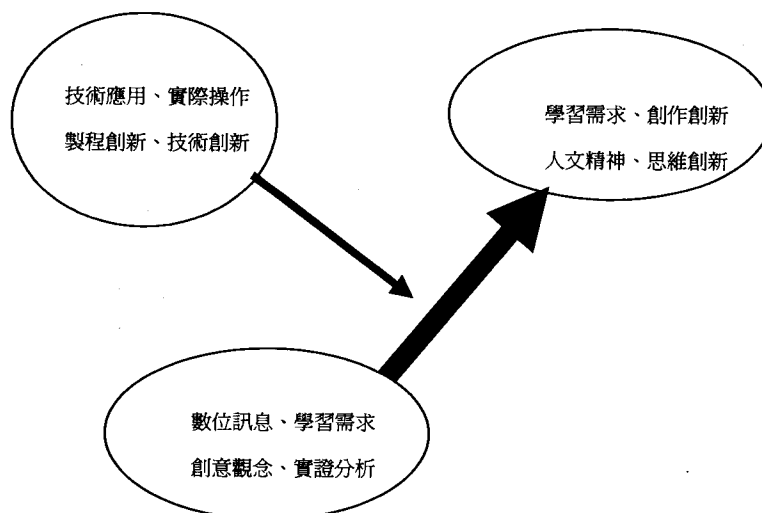 技術應用、實際操作
製程創新、技術創新
學習需求、創作創新
人文精神、思維創新
數位訊息、學習需求
創意觀念、實證分析